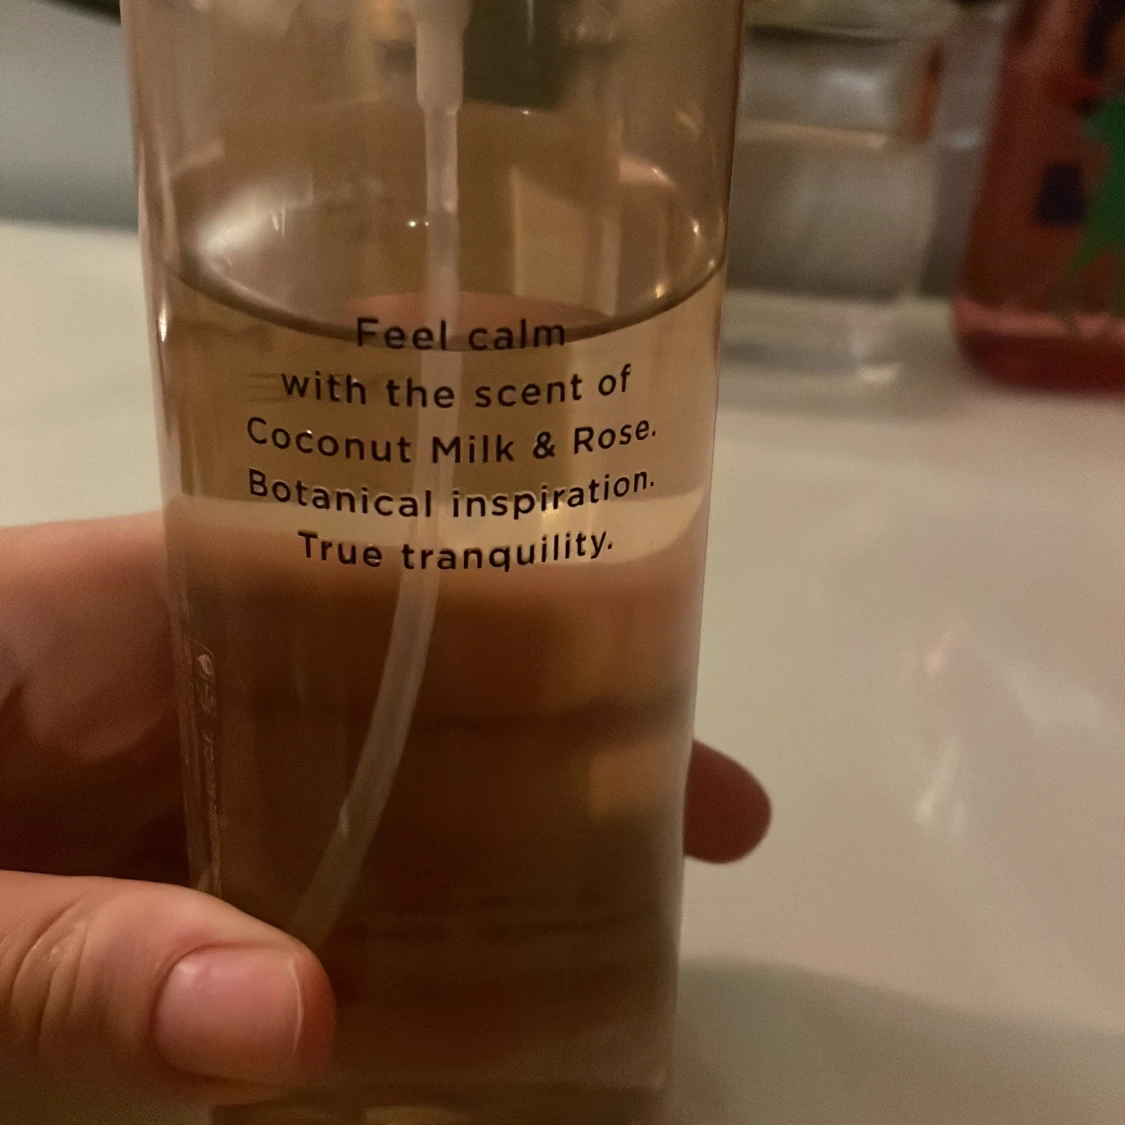 Feel calm
with the scent of
Coconut Milk & Rose.
Botanical inspiration.
True tranquility.